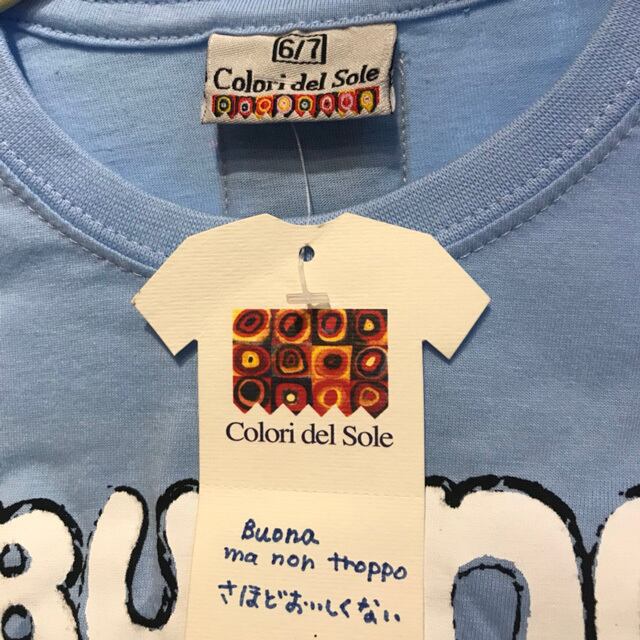 6/7
Colori del Sole
Colori del Sole
Buona
ma non troppo
さほどおいしくない